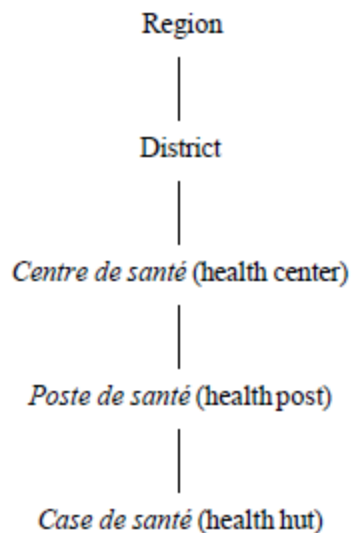 Region
District
Centre de santé (health center)
Poste de santé (health post)
Case de santé (health hut)